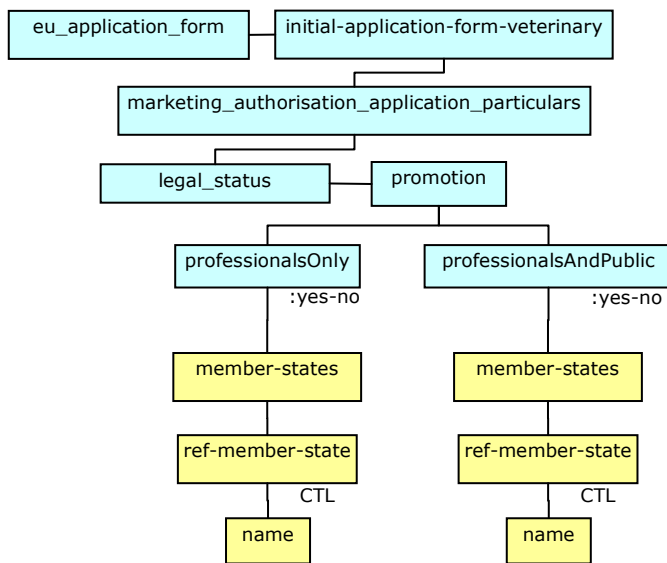 eu_application_form
initial-application-form-veterinary
marketing_authorisation_application_particulars
legal_status
promotion
professionalsOnly
professionalsAndPublic
:yes-no
:yes-no
member-states
member-states
ref-member-state
ref-member-state
CTL
CTL
name
name